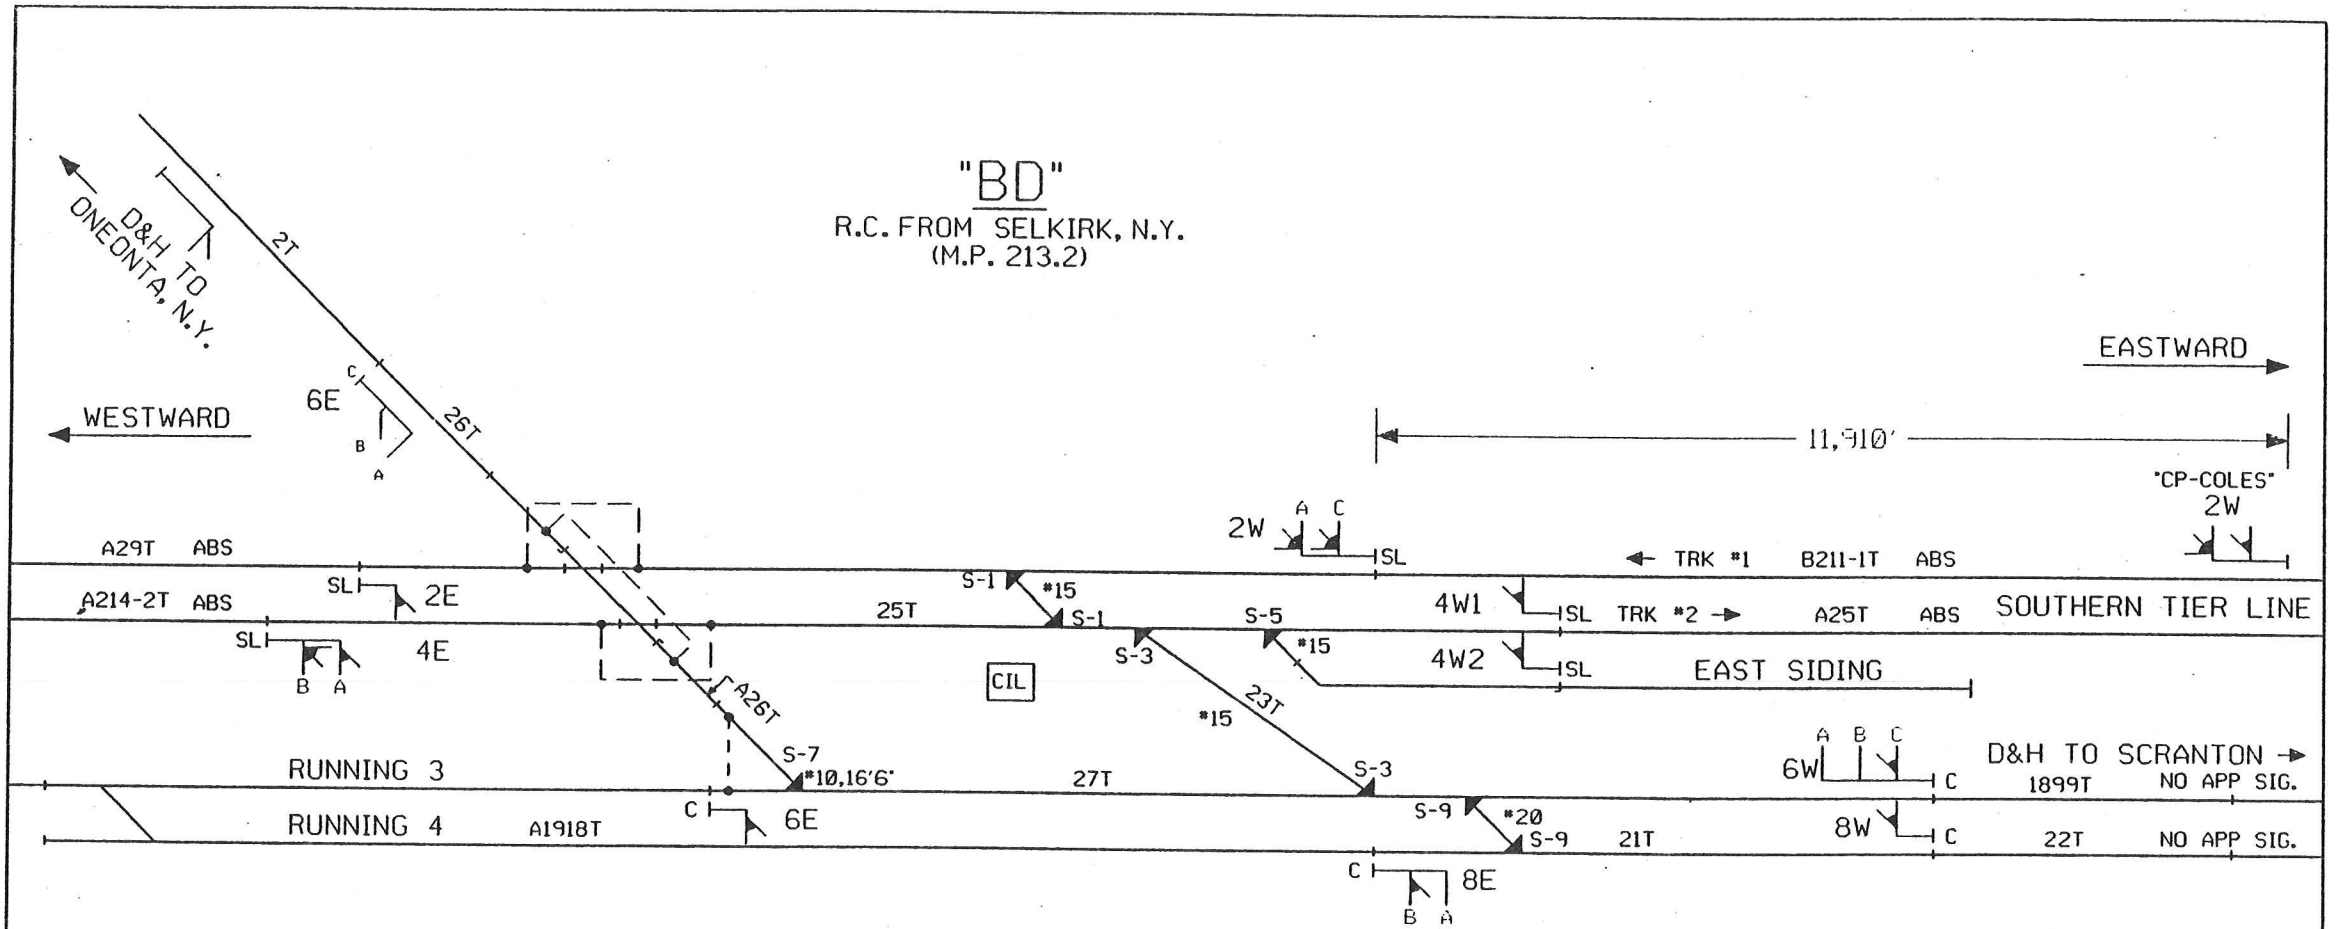 "BD"
R.C. FROM SELKIRK, N.Y.
(M.P. 213.2)
D&H TO
ONEONTA, N.Y.
2T
EASTWARD
C
6E
B
A
26T
WESTWARD
11,910'
"CP-COLES"
2W
2W
A C
SL
A29T ABS
← TRK #1 B211-1T ABS
S-1
#15
S-1
SL
2E
A214-2T ABS
25T
S-5
4W1
SL
TRK #2 → A25T ABS
SOUTHERN TIER LINE
SL
4E
B A
S-3
#15
4W2
SL
EAST SIDING
CIL
A26T
23T
#15
S-7
#10,16'6"
S-3
A B C
6W
C
D&H TO SCRANTON →
RUNNING 3
27T
1899T NO APP SIG.
C
6E
S-9
#20
S-9
8W
C
RUNNING 4
A1918T
21T
22T NO APP SIG.
C
8E
B A